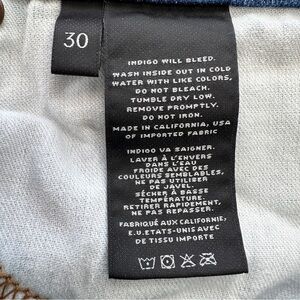 30
INDIGO WILL BLEED.
WASH INSIDE OUT IN COLD
WATER WITH LIKE COLORS,
DO NOT BLEACH.
TUMBLE DRY LOW.
REMOVE PROMPTLY.
DO NOT IRON.
MADE IN CALIFORNIA, USA
OF IMPORTED FABRIC
INDIGO VA SAIGNER.
LAVER À L'ENVERS
DANS L'EAU
FROIDE AVEC DES
COULEURS SEMBLABLES,
NE PAS UTILISER
DE JAVEL.
SÉCHER À BASSE
TEMPÉRATURE.
RETIRER RAPIDEMENT,
NE PAS REPASSER.
FABRIQUÉ AUX CALIFORNIE,
E.U.ETATS-UNIS AVEC
DE TISSU IMPORTE